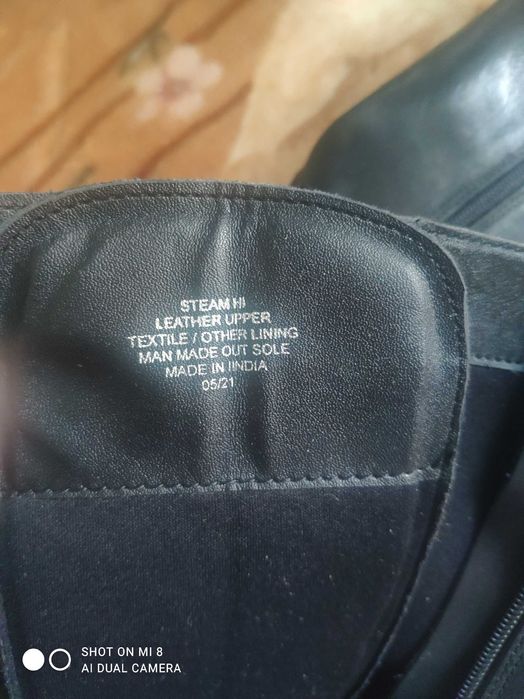 STEAM HI
LEATHER UPPER
TEXTILE / OTHER LINING
MAN MADE OUT SOLE
MADE IN IINDIA
05/21
SHOT ON MI 8
AI DUAL CAMERA